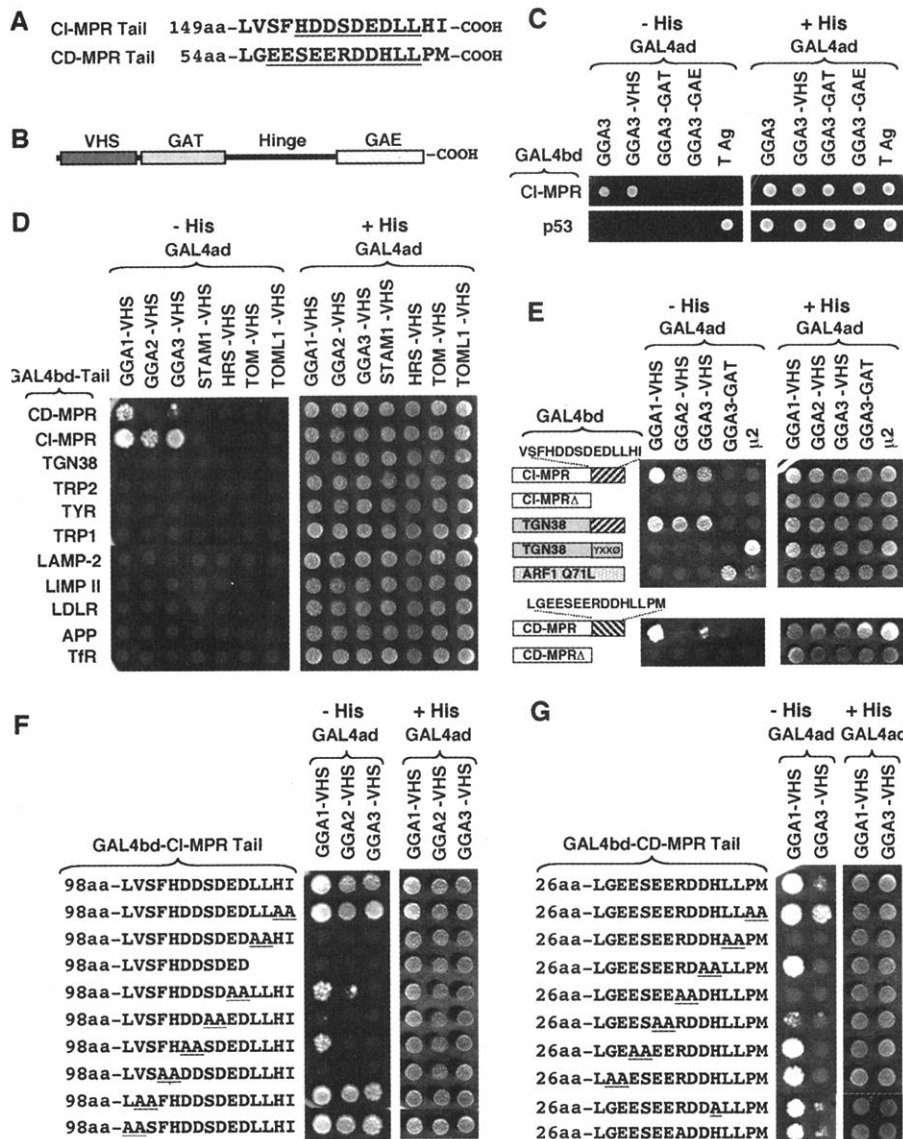 A
CI-MPR Tail 149aa-LVSFHDDSDEDLLHI-COOH
CD-MPR Tail 54aa-LGEESEERDDHLLPM-COOH
B
VHS GAT Hinge GAE -COOH
C
- His + His
GAL4ad GAL4ad
GGA3 GGA3-VHS GGA3-GAT GGA3-GAE T Ag
GGA3 GGA3-VHS GGA3-GAT GGA3-GAE T Ag
GAL4bd
CI-MPR
p53
D
- His + His
GAL4ad GAL4ad
GGA1-VHS GGA2-VHS GGA3-VHS STAM1-VHS HRS-VHS TOM-VHS TOML1-VHS
GGA1-VHS GGA2-VHS GGA3-VHS STAM1-VHS HRS-VHS TOM-VHS TOML1-VHS
GAL4bd-Tail
CD-MPR
CI-MPR
TGN38
TRP2
TYR
TRP1
LAMP-2
LIMP II
LDLR
APP
TfR
E
- His + His
GAL4ad GAL4ad
GGA1-VHS GGA2-VHS GGA3-VHS GGA3-GAT µ2
GGA1-VHS GGA2-VHS GGA3-VHS GGA3-GAT µ2
GAL4bd
VSFHDDSDEDLLHI
CI-MPR
CI-MPRΔ
TGN38
TGN38 YXXØ
ARF1 Q71L
LGEESEERDDHLLPM
CD-MPR
CD-MPRΔ
F
- His + His
GAL4ad GAL4ad
GGA1-VHS GGA2-VHS GGA3-VHS
GGA1-VHS GGA2-VHS GGA3-VHS
GAL4bd-CI-MPR Tail
98aa-LVSFHDDSDEDLLHI
98aa-LVSFHDDSDEDLLAA
98aa-LVSFHDDSDEDAAHI
98aa-LVSFHDDSDED
98aa-LVSFHDDSDAALLHI
98aa-LVSFHDDAAEDLLHI
98aa-LVSFHAASDEDLLHI
98aa-LVSAADDSDEDLLHI
98aa-LAAFHDDSDEDLLHI
98aa-AASFHDDSDEDLLHI
G
- His + His
GAL4ad GAL4ad
GGA1-VHS GGA3-VHS
GGA1-VHS GGA3-VHS
GAL4bd-CD-MPR Tail
26aa-LGEESEERDDHLLPM
26aa-LGEESEERDDHLLAA
26aa-LGEESEERDDHAAPM
26aa-LGEESEERDAALLPM
26aa-LGEESEEAADHLLPM
26aa-LGEESAARDDHLLPM
26aa-LGEAAEERDDHLLPM
26aa-LAAESEERDDHLLPM
26aa-LGEESEERDDALLPM
26aa-LGEESEEADDHLLPM